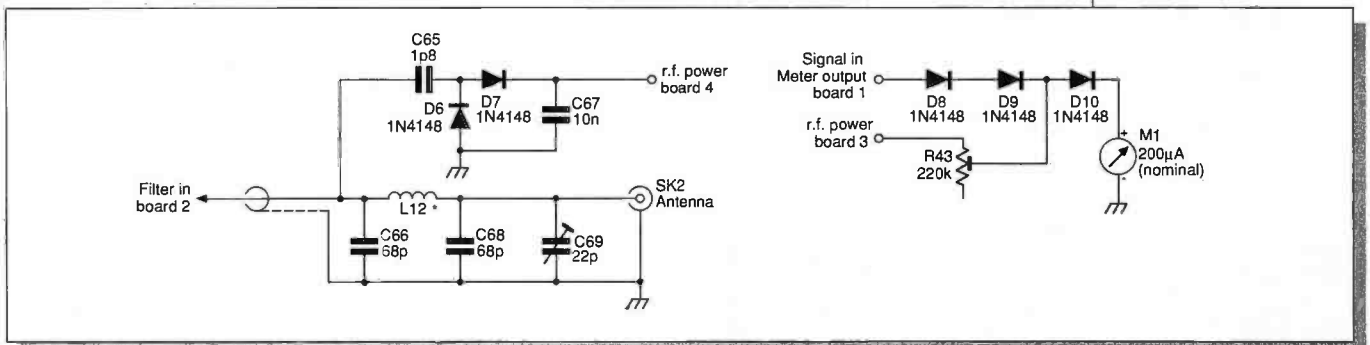 C65
1p8
D6
1N4148
D7
1N4148
C67
10n
r.f. power
board 4
Filter in
board 2
L12 *
C66
68p
C68
68p
C69
22p
SK2
Antenna
Signal in
Meter output
board 1
D8
1N4148
D9
1N4148
D10
1N4148
r.f. power
board 3
R43
220k
+
M1
200µA
(nominal)
-